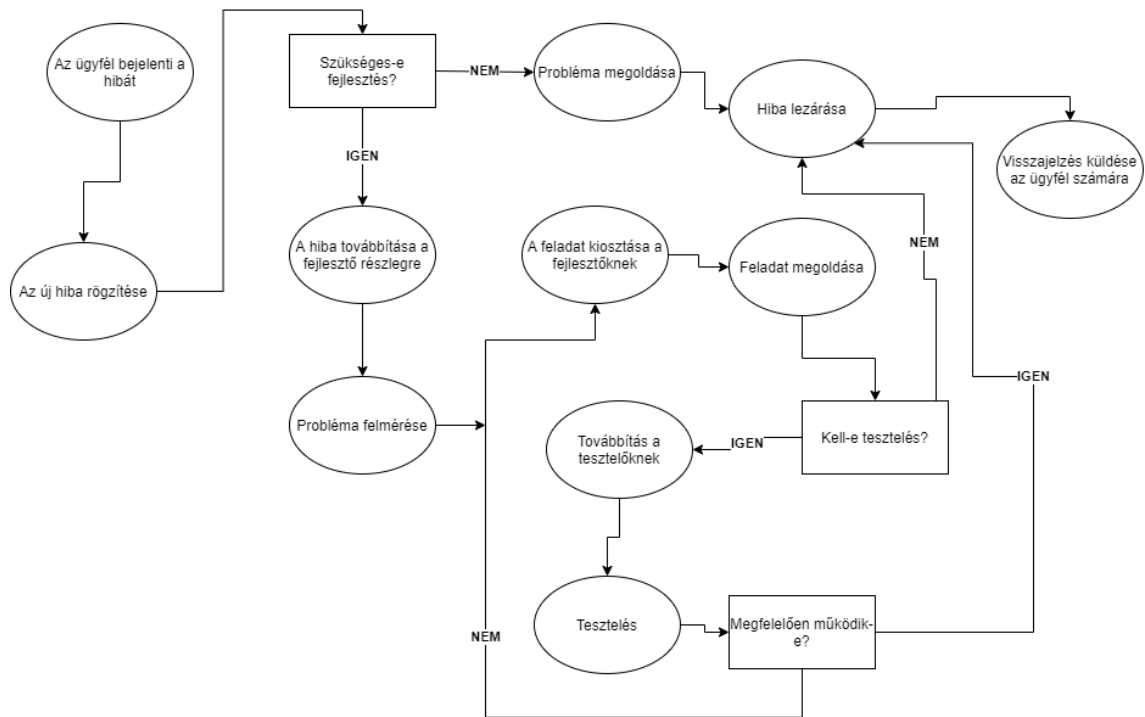 Az ügyfél bejelenti a
hibát
Az új hiba rögzítése
Szükséges-e
fejlesztés?
NEM
Probléma megoldása
Hiba lezárása
Visszajelzés küldése
az ügyfél számára
IGEN
A hiba továbbítása a
fejlesztő részlegre
Probléma felmérése
A feladat kiosztása a
fejlesztőknek
Feladat megoldása
NEM
Kell-e tesztelés?
IGEN
Továbbítás a
tesztelőknek
Tesztelés
Megfelelően működik-
e?
IGEN
NEM